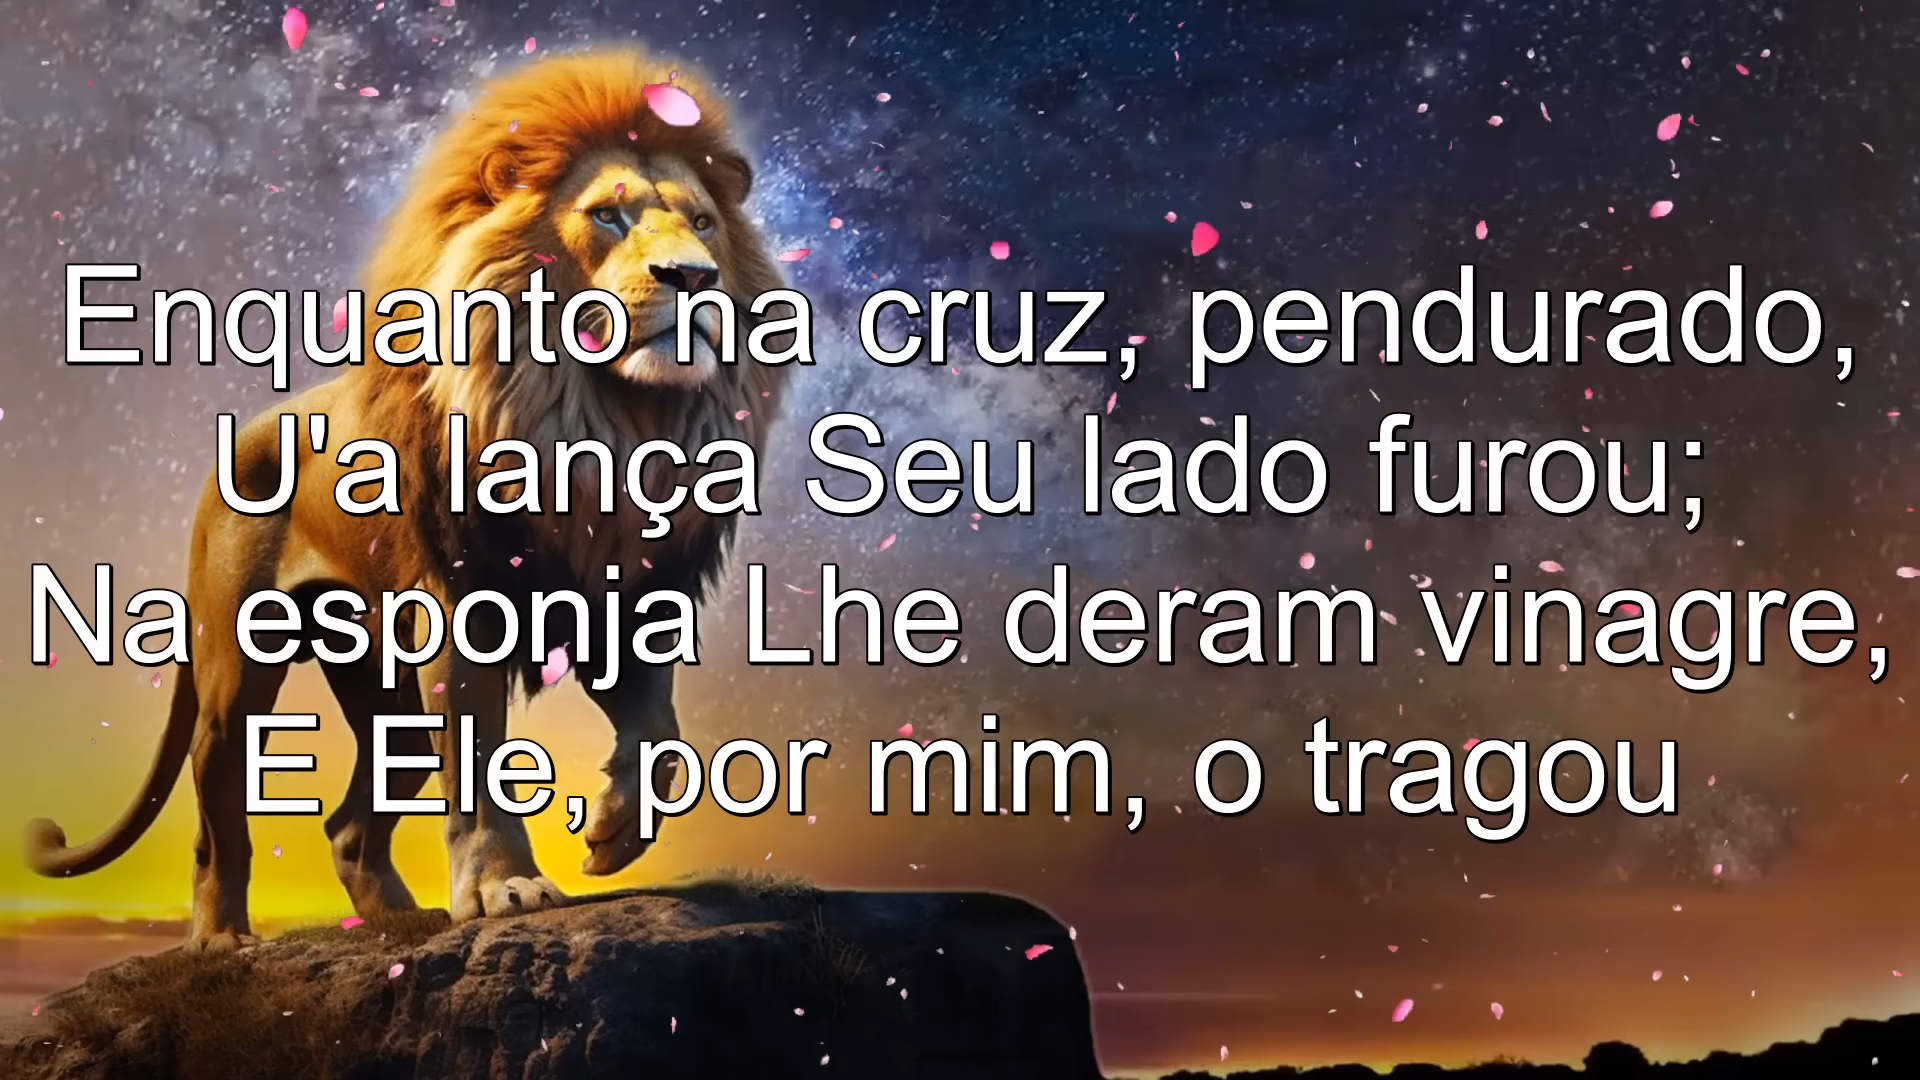 Enquanto na cruz, pendurado,
U'a lança Seu lado furou;
Na esponja Lhe deram vinagre,
E Ele, por mim, o tragou